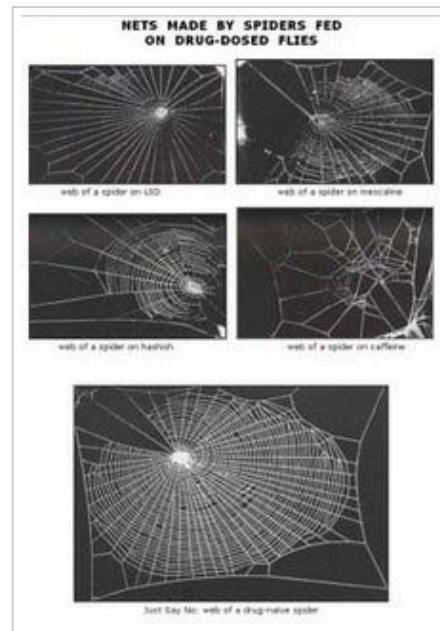 NETS MADE BY SPIDERS FED
ON DRUG-DOSED FLIES
web of a spider on LSD
web of a spider on mescaline
web of a spider on hashish
web of a spider on caffeine
Just Say No: web of a drug-naive spider